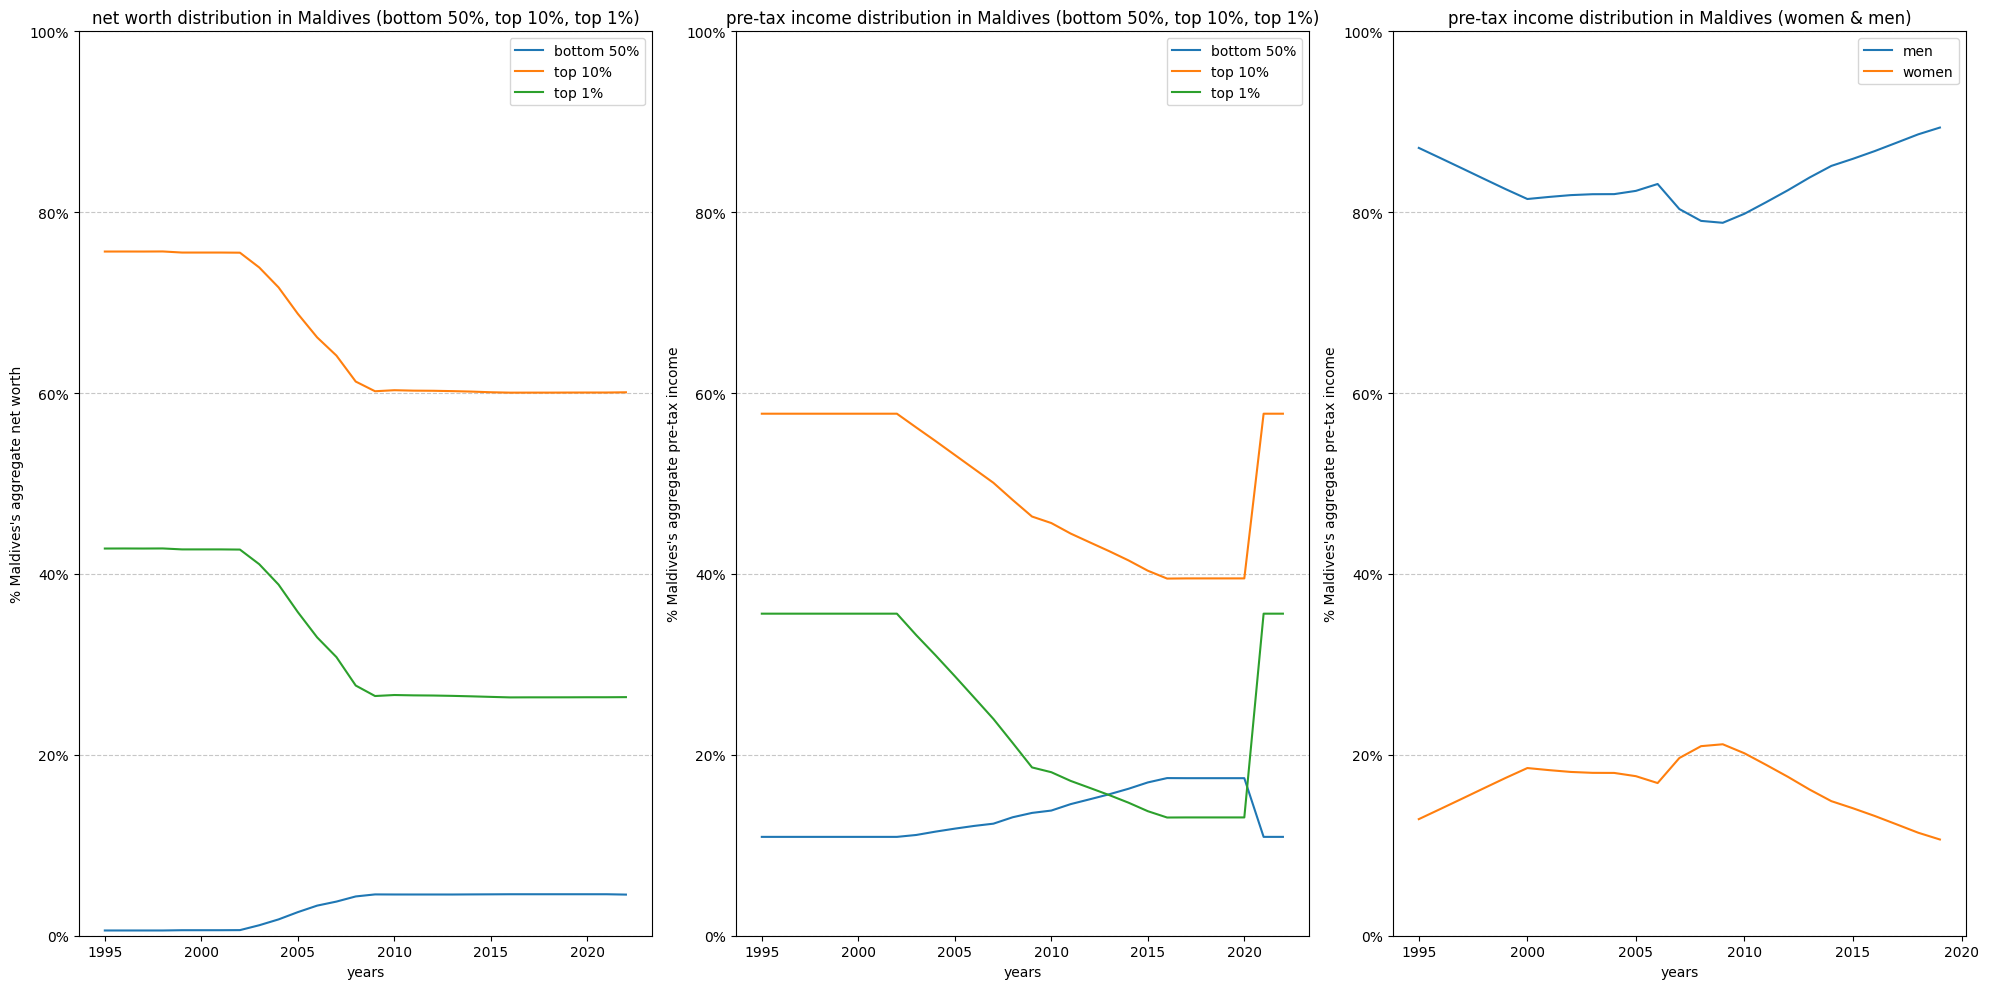 net worth distribution in Maldives (bottom 50%, top 10%, top 1%)
100%
80%
60%
40%
20%
0%
% Maldives's aggregate net worth
bottom 50%
top 10%
top 1%
1995 2000 2005 2010 2015 2020
years
pre-tax income distribution in Maldives (bottom 50%, top 10%, top 1%)
100%
80%
60%
40%
20%
0%
% Maldives's aggregate pre-tax income
bottom 50%
top 10%
top 1%
1995 2000 2005 2010 2015 2020
years
pre-tax income distribution in Maldives (women & men)
100%
80%
60%
40%
20%
0%
% Maldives's aggregate pre-tax income
men
women
1995 2000 2005 2010 2015 2020
years